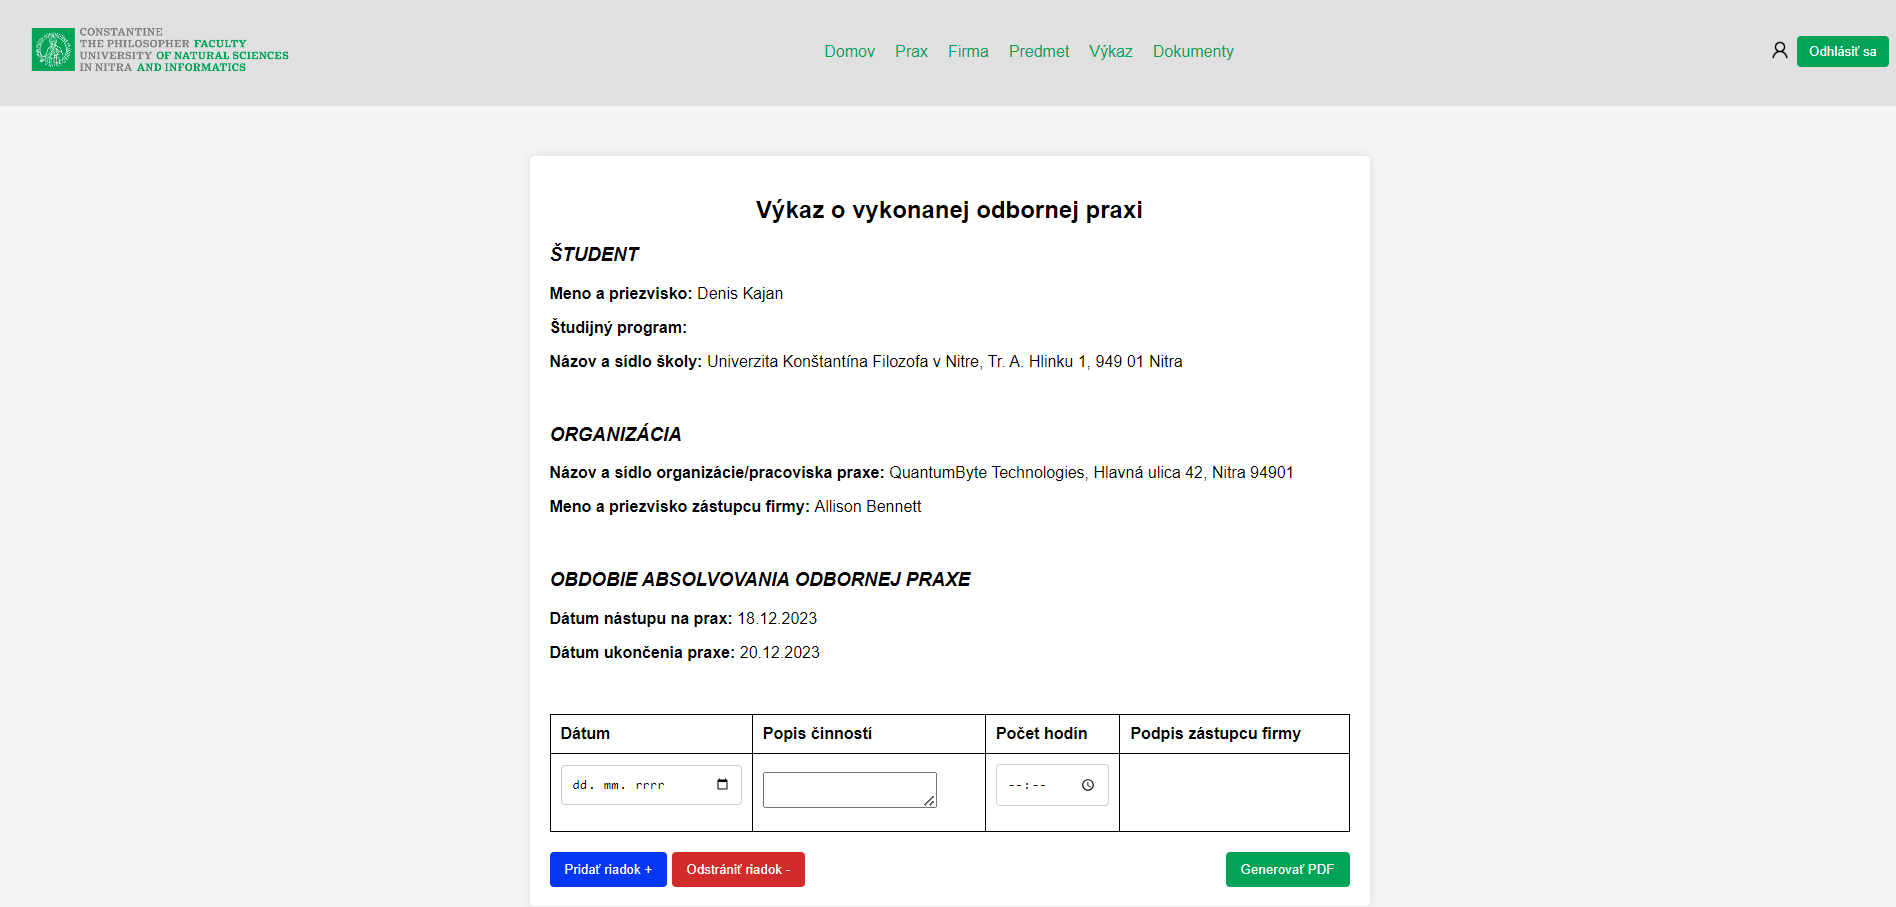 CONSTANTINE
THE PHILOSOPHER FACULTY
UNIVERSITY OF NATURAL SCIENCES
IN NITRA AND INFORMATICS
Domov Prax Firma Predmet Výkaz Dokumenty
Odhlásiť sa
Výkaz o vykonanej odbornej praxi
ŠTUDENT
Meno a priezvisko: Denis Kajan
Študijný program:
Názov a sídlo školy: Univerzita Konštantína Filozofa v Nitre, Tr. A. Hlinku 1, 949 01 Nitra
ORGANIZÁCIA
Názov a sídlo organizácie/pracoviska praxe: QuantumByte Technologies, Hlavná ulica 42, Nitra 94901
Meno a priezvisko zástupcu firmy: Allison Bennett
OBDOBIE ABSOLVOVANIA ODBORNEJ PRAXE
Dátum nástupu na prax: 18.12.2023
Dátum ukončenia praxe: 20.12.2023
Dátum Popis činností Počet hodín Podpis zástupcu firmy
dd. mm. rrrr --:--
Pridať riadok + Odstrániť riadok - Generovať PDF